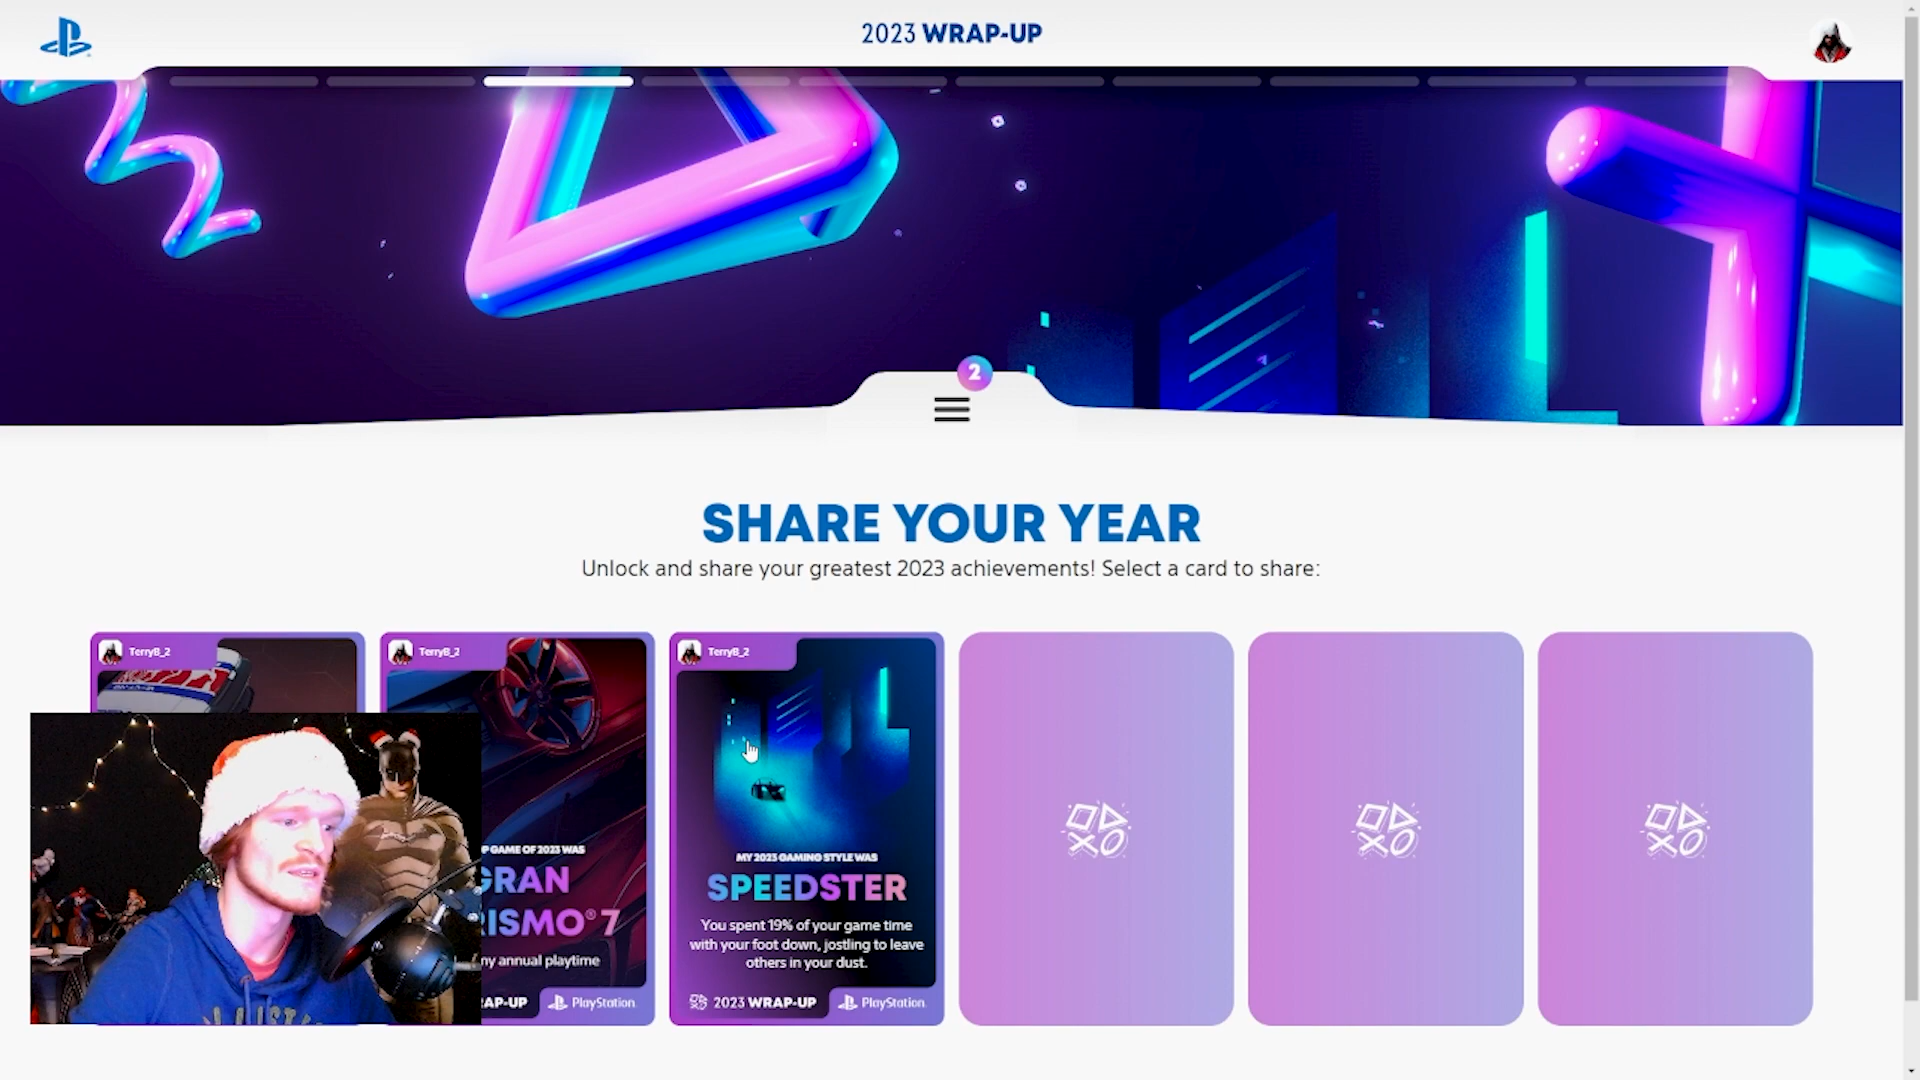 2023 WRAP-UP
2
SHARE YOUR YEAR
Unlock and share your greatest 2023 achievements! Select a card to share:
TerryB_2
TerryB_2
GAME OF 2023 WAS
GRAN
RISMO® 7
my annual playtime
AP-UP
PlayStation.
TerryB_2
MY 2023 GAMING STYLE WAS
SPEEDSTER
You spent 19% of your game time
with your foot down, jostling to leave
others in your dust.
2023 WRAP-UP
PlayStation.